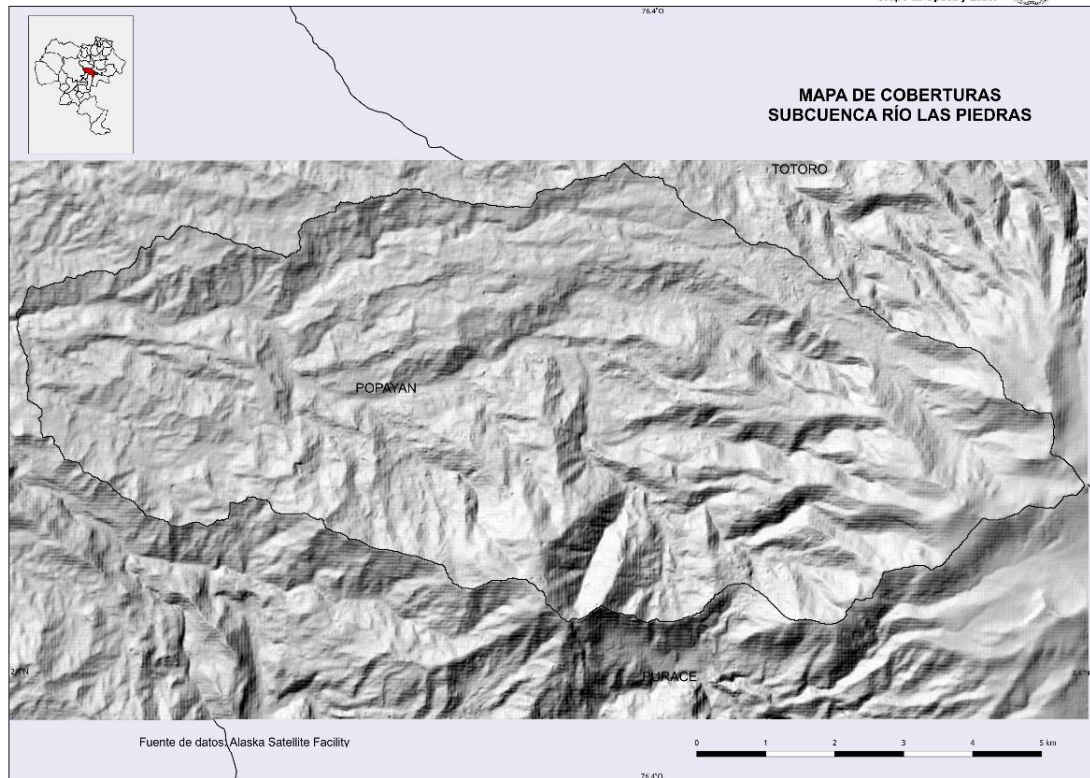 76.4°O
MAPA DE COBERTURAS
SUBCUENCA RÍO LAS PIEDRAS
TOTORO
POPAYAN
PURACE
Fuente de datos: Alaska Satellite Facility
0 1 2 3 4 5 km
76.4°O